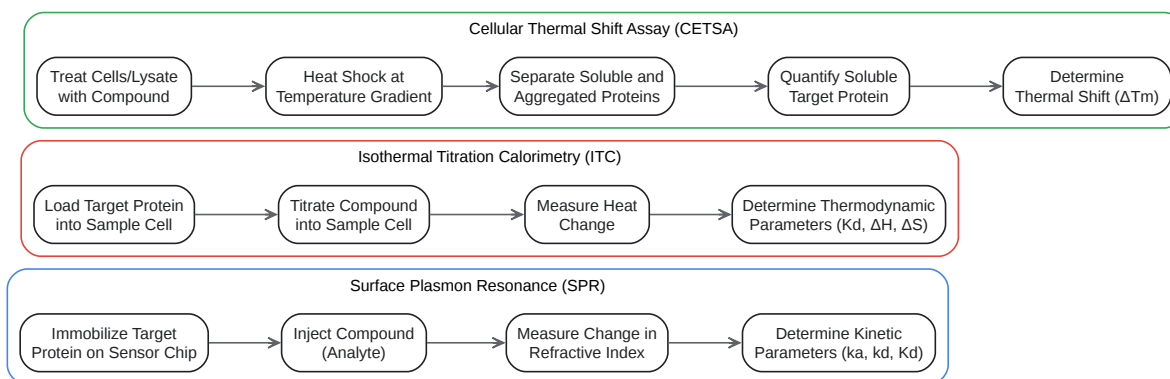 Cellular Thermal Shift Assay (CETSA)
Treat Cells/Lysate
with Compound
Heat Shock at
Temperature Gradient
Separate Soluble and
Aggregated Proteins
Quantify Soluble
Target Protein
Determine
Thermal Shift (ΔTm)
Isothermal Titration Calorimetry (ITC)
Load Target Protein
into Sample Cell
Titrate Compound
into Sample Cell
Measure Heat
Change
Determine Thermodynamic
Parameters (Kd, ΔH, ΔS)
Surface Plasmon Resonance (SPR)
Immobilize Target
Protein on Sensor Chip
Inject Compound
(Analyte)
Measure Change in
Refractive Index
Determine Kinetic
Parameters (ka, kd, Kd)